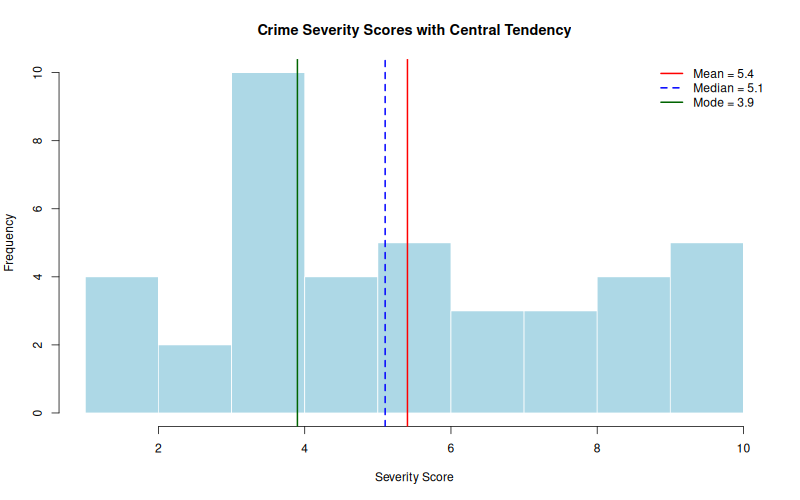 Crime Severity Scores with Central Tendency
Mean = 5.4
Median = 5.1
Mode = 3.9
Frequency
10
8
6
4
2
0
2 4 6 8 10
Severity Score